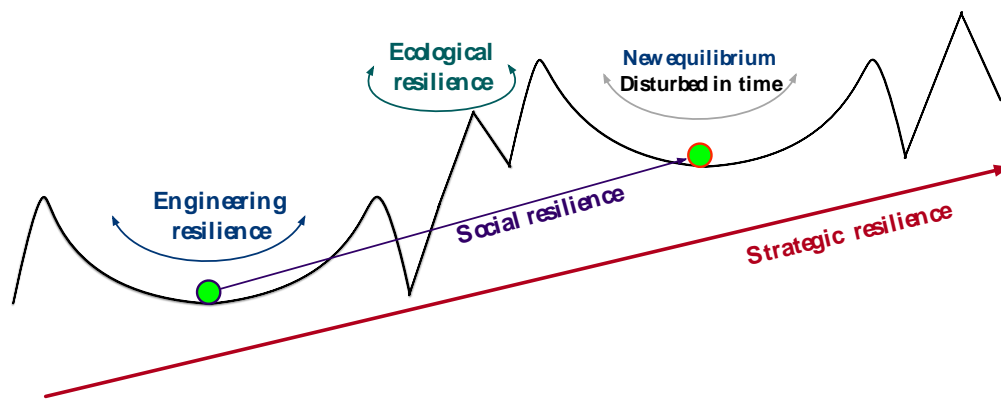 Ecological
resilience
New equilibrium
Disturbed in time
Engineering
resilience
Social resilience
Strategic resilience